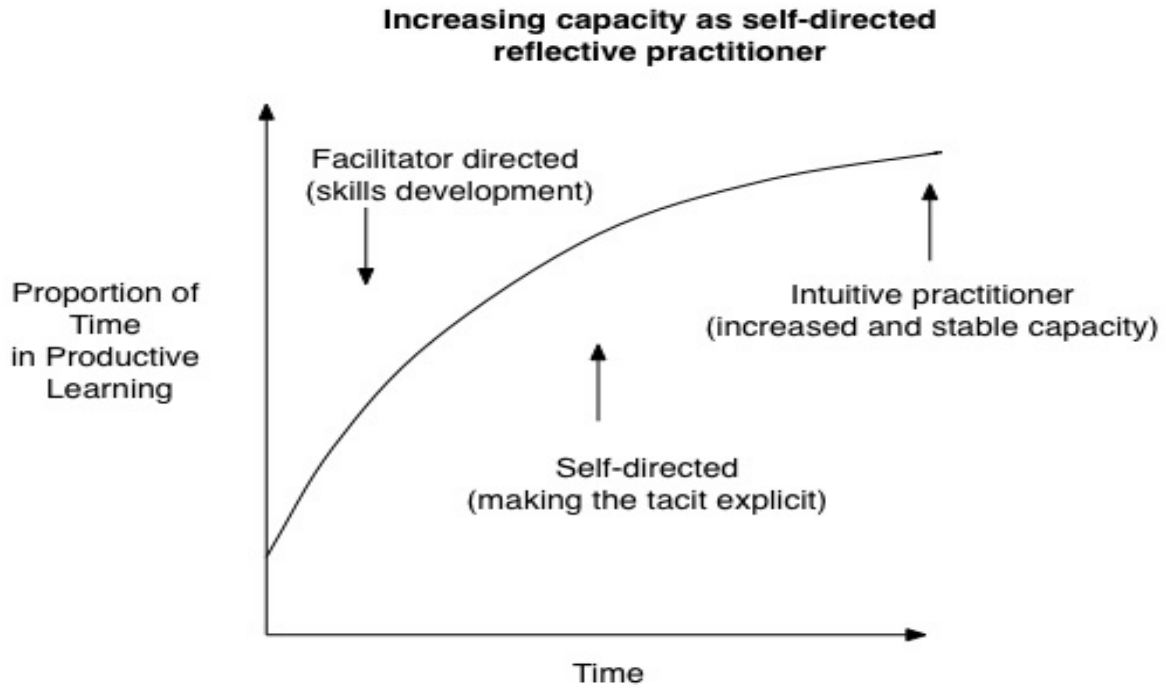 Increasing capacity as self-directed
reflective practitioner
Facilitator directed
(skills development)
Proportion of
Time
in Productive
Learning
Intuitive practitioner
(increased and stable capacity)
Self-directed
(making the tacit explicit)
Time